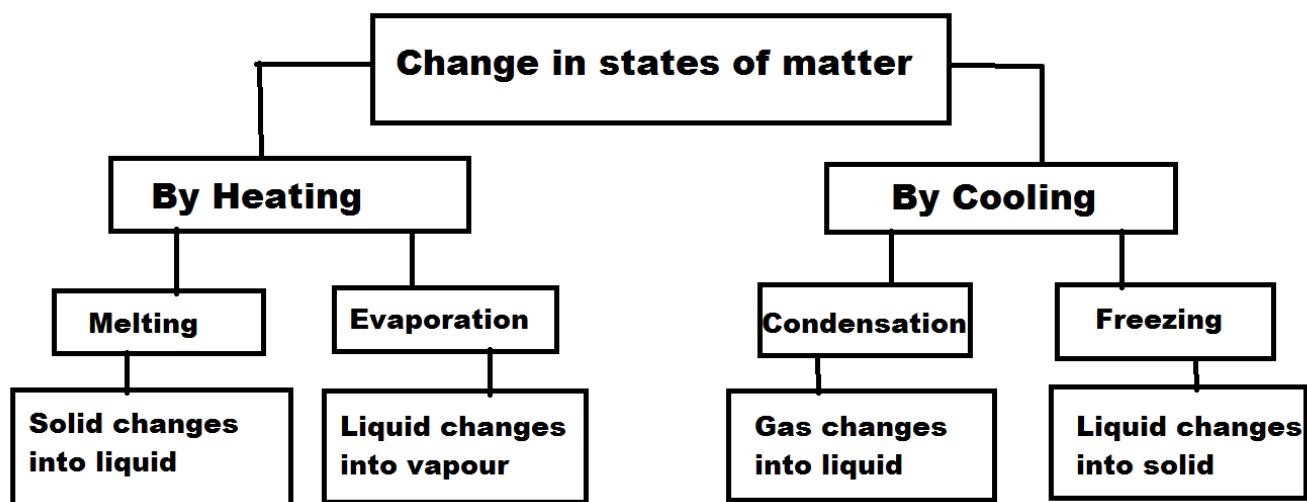 Change in states of matter
By Heating
By Cooling
Melting
Evaporation
Condensation
Freezing
Solid changes
into liquid
Liquid changes
into vapour
Gas changes
into liquid
Liquid changes
into solid